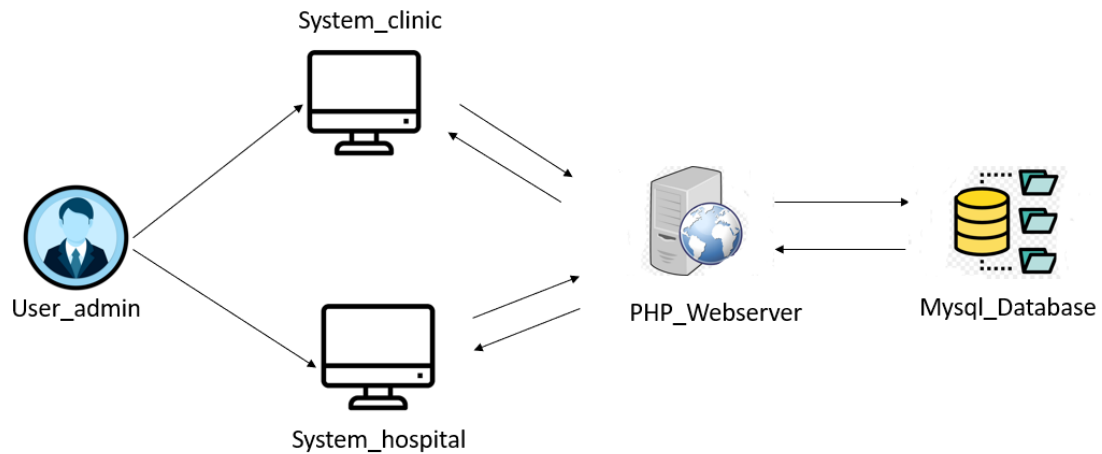 System_clinic
User_admin
PHP_Webserver
Mysql_Database
System_hospital